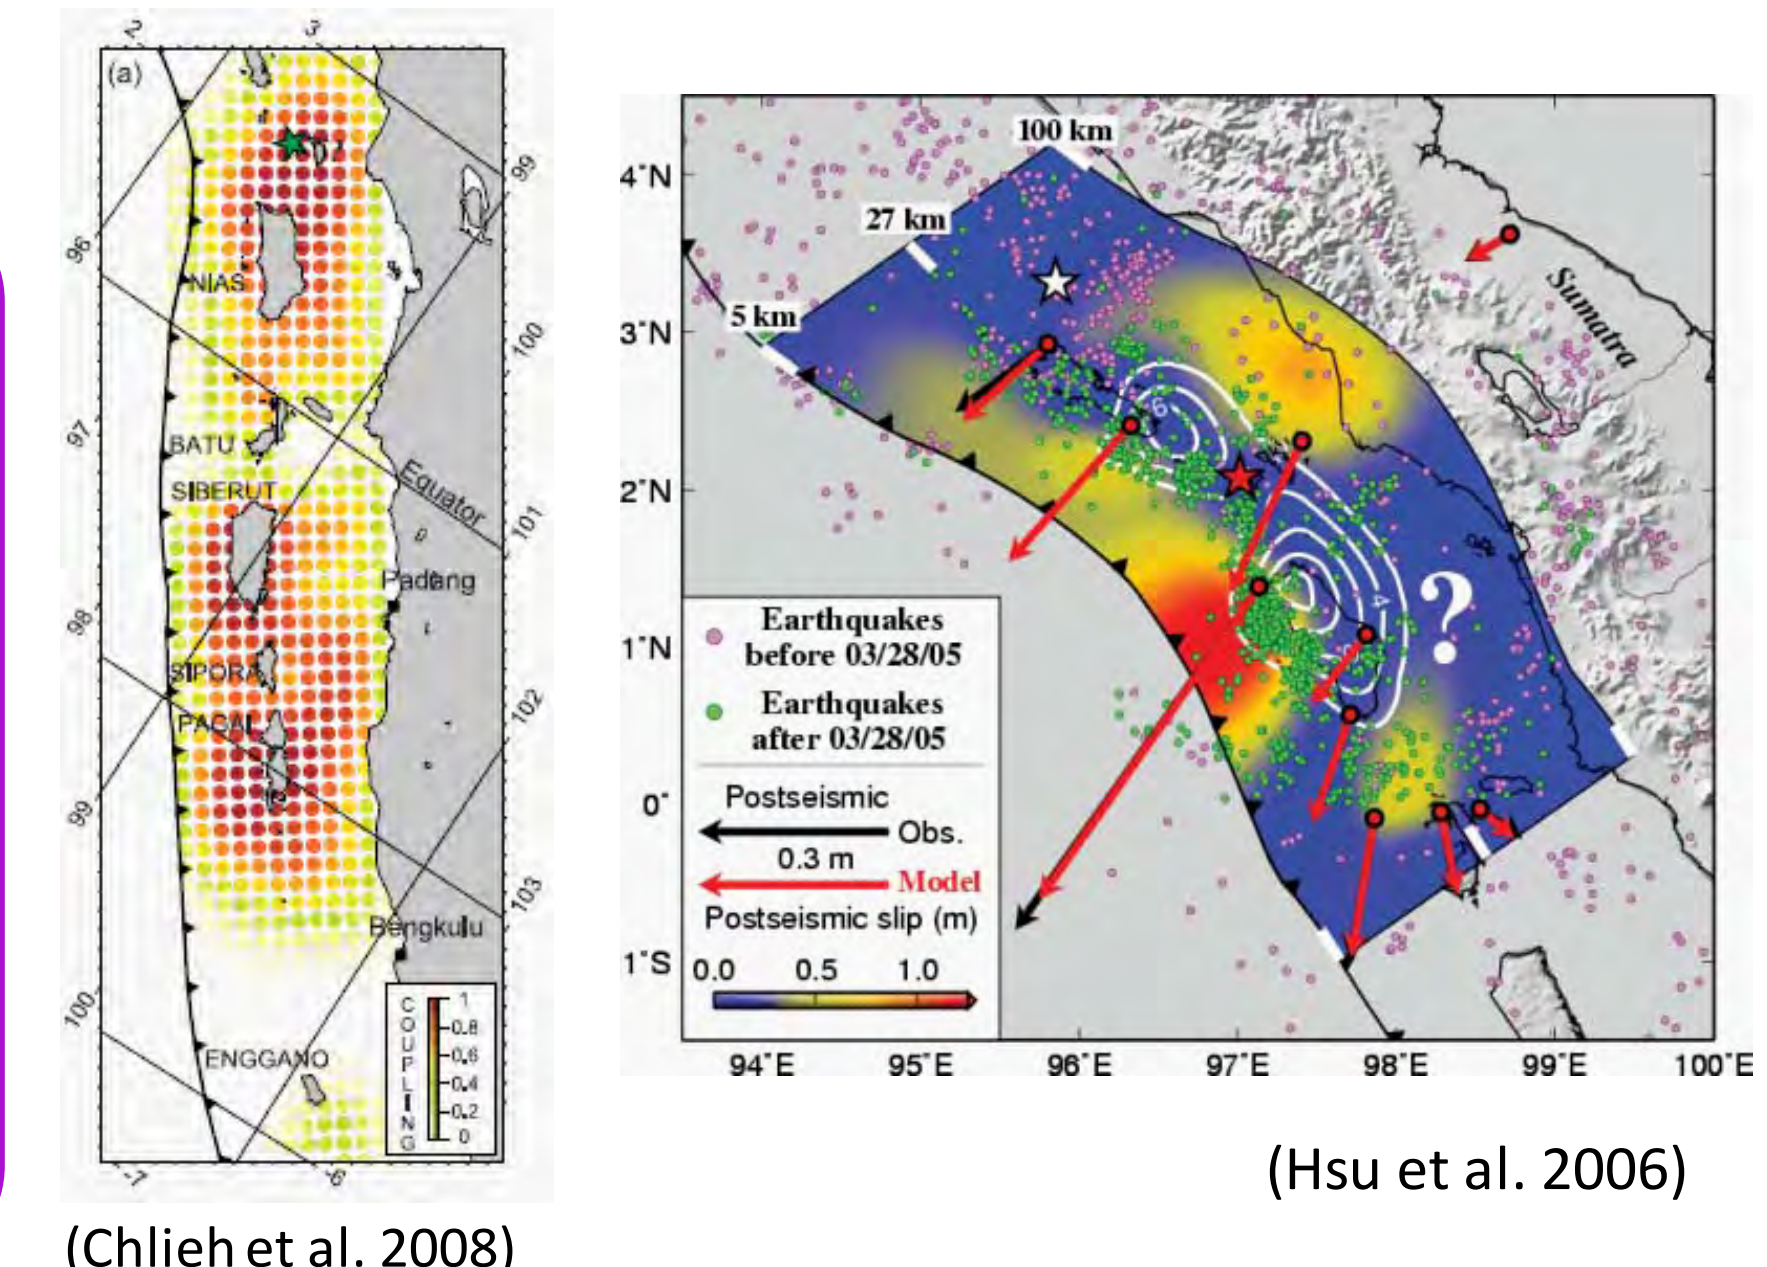 2
3
(a)
99
96
NIAS
100
97
BATU
Equator
SIBERUT
101
Padang
98
SIPORA
PAGAI
102
99
103
Bengkulu
100
ENGGANO
COUPLING
1
0.8
0.6
0.4
0.2
0
-7
-6
(Chlieh et al. 2008)
100 km
4°N
27 km
Sumatra
5 km
3°N
6
2°N
4
?
Earthquakes
before 03/28/05
1°N
Earthquakes
after 03/28/05
Postseismic
0°
Obs.
0.3 m
Model
Postseismic slip (m)
1°S
0.0 0.5 1.0
94°E 95°E 96°E 97°E 98°E 99°E 100°E
(Hsu et al. 2006)